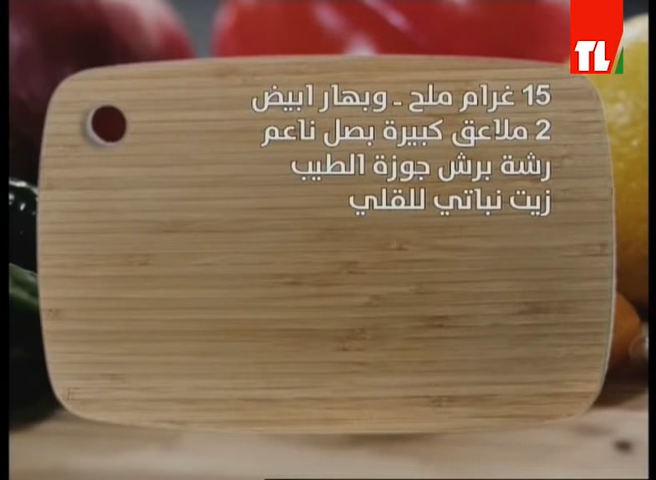 TL
15 غرام ملح - وبهار ابيض
2 ملاعق كبيرة بصل ناعم
رشة برش جوزة الطيب
زيت نباتي للقلي